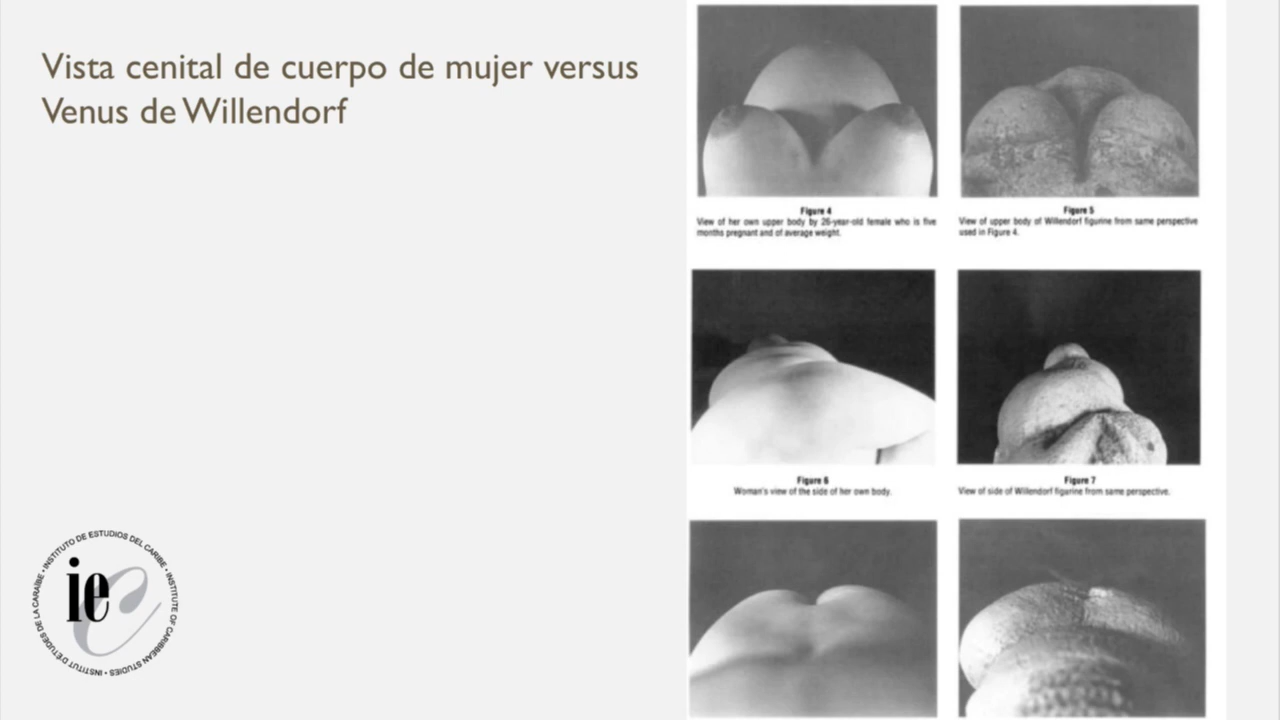 Vista cenital de cuerpo de mujer versus
Venus de Willendorf
Figure 4
View of her own upper body by 26-year-old female who is five
months pregnant and of average weight.
Figure 5
View of upper body of Willendorf figurine from same perspective
used in Figure 4.
Figure 6
Woman's view of the side of her own body.
Figure 7
View of side of Willendorf figurine from same perspective.
ie
INSTITUTO DE ESTUDIOS DEL CARIBE • INSTITUTE OF CARIBBEAN STUDIES • INSTITUT D'ETUDES DE LA CARAÏBE •